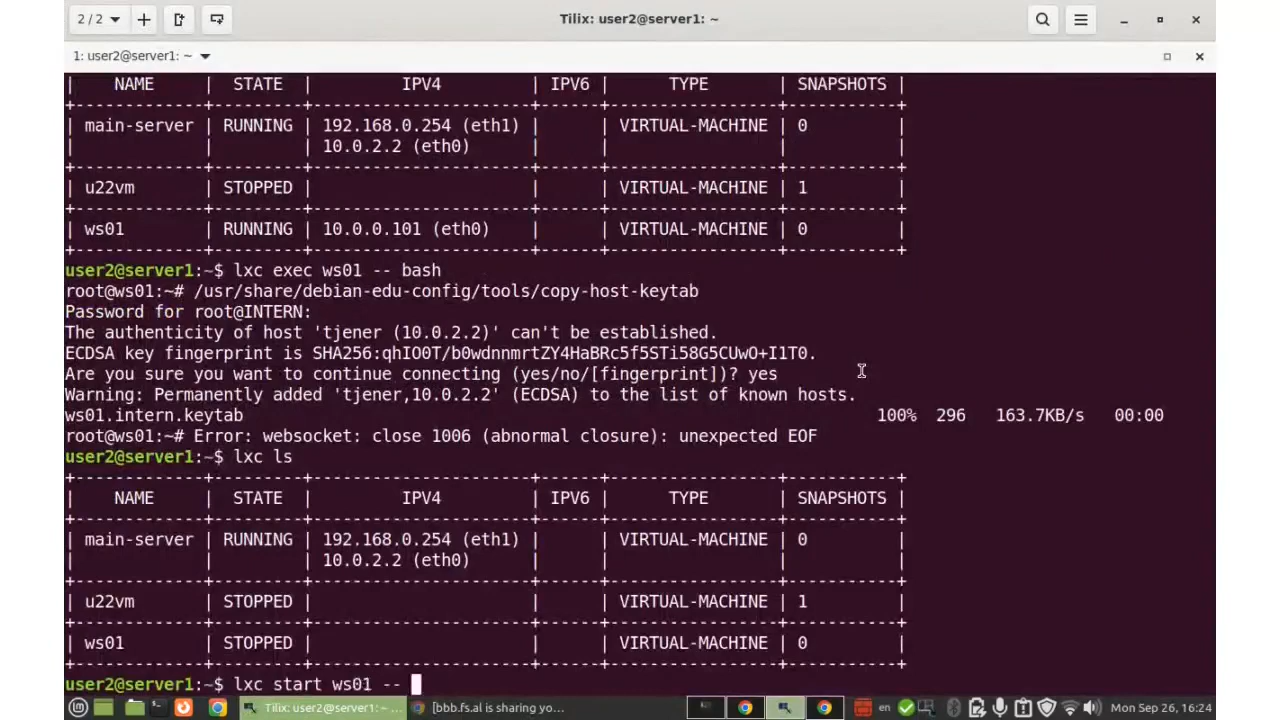 2 / 2
Tilix: user2@server1: ~
1: user2@server1: ~
| NAME | STATE | IPV4 | IPV6 | TYPE | SNAPSHOTS |
+-------------+---------+----------------------+------+-----------------+-----------+
| main-server | RUNNING | 192.168.0.254 (eth1) | | VIRTUAL-MACHINE | 0 |
| | | 10.0.2.2 (eth0) | | | |
+-------------+---------+----------------------+------+-----------------+-----------+
| u22vm | STOPPED | | | VIRTUAL-MACHINE | 1 |
+-------------+---------+----------------------+------+-----------------+-----------+
| ws01 | RUNNING | 10.0.0.101 (eth0) | | VIRTUAL-MACHINE | 0 |
+-------------+---------+----------------------+------+-----------------+-----------+
user2@server1:~$ lxc exec ws01 -- bash
root@ws01:~# /usr/share/debian-edu-config/tools/copy-host-keytab
Password for root@INTERN:
The authenticity of host 'tjener (10.0.2.2)' can't be established.
ECDSA key fingerprint is SHA256:qhIO0T/b0wdnnmrtZY4HaBRc5f5STi58G5CUwO+I1T0.
Are you sure you want to continue connecting (yes/no/[fingerprint])? yes
Warning: Permanently added 'tjener,10.0.2.2' (ECDSA) to the list of known hosts.
ws01.intern.keytab 100% 296 163.7KB/s 00:00
root@ws01:~# Error: websocket: close 1006 (abnormal closure): unexpected EOF
user2@server1:~$ lxc ls
+-------------+---------+----------------------+------+-----------------+-----------+
| NAME | STATE | IPV4 | IPV6 | TYPE | SNAPSHOTS |
+-------------+---------+----------------------+------+-----------------+-----------+
| main-server | RUNNING | 192.168.0.254 (eth1) | | VIRTUAL-MACHINE | 0 |
| | | 10.0.2.2 (eth0) | | | |
+-------------+---------+----------------------+------+-----------------+-----------+
| u22vm | STOPPED | | | VIRTUAL-MACHINE | 1 |
+-------------+---------+----------------------+------+-----------------+-----------+
| ws01 | STOPPED | | | VIRTUAL-MACHINE | 0 |
+-------------+---------+----------------------+------+-----------------+-----------+
user2@server1:~$ lxc start ws01 --
Tilix: user2@server1: ~ ... [bbb.fs.al is sharing yo... en Mon Sep 26, 16:24